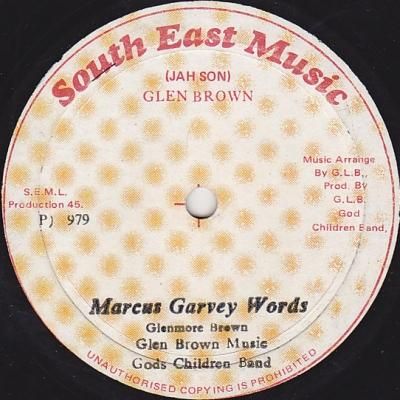 South East Music
(JAH SON)
GLEN BROWN
S.E.M.L.
Production 45.
P) 979
Music Arrange
By G.L.B.,
Prod. By
G.L.B.
God
Children Band,
Marcus Garvey Words
Glenmore Brown
Glen Brown Music
Gods Children Band
UNAUTHORISED COPYING IS PROHIBITED